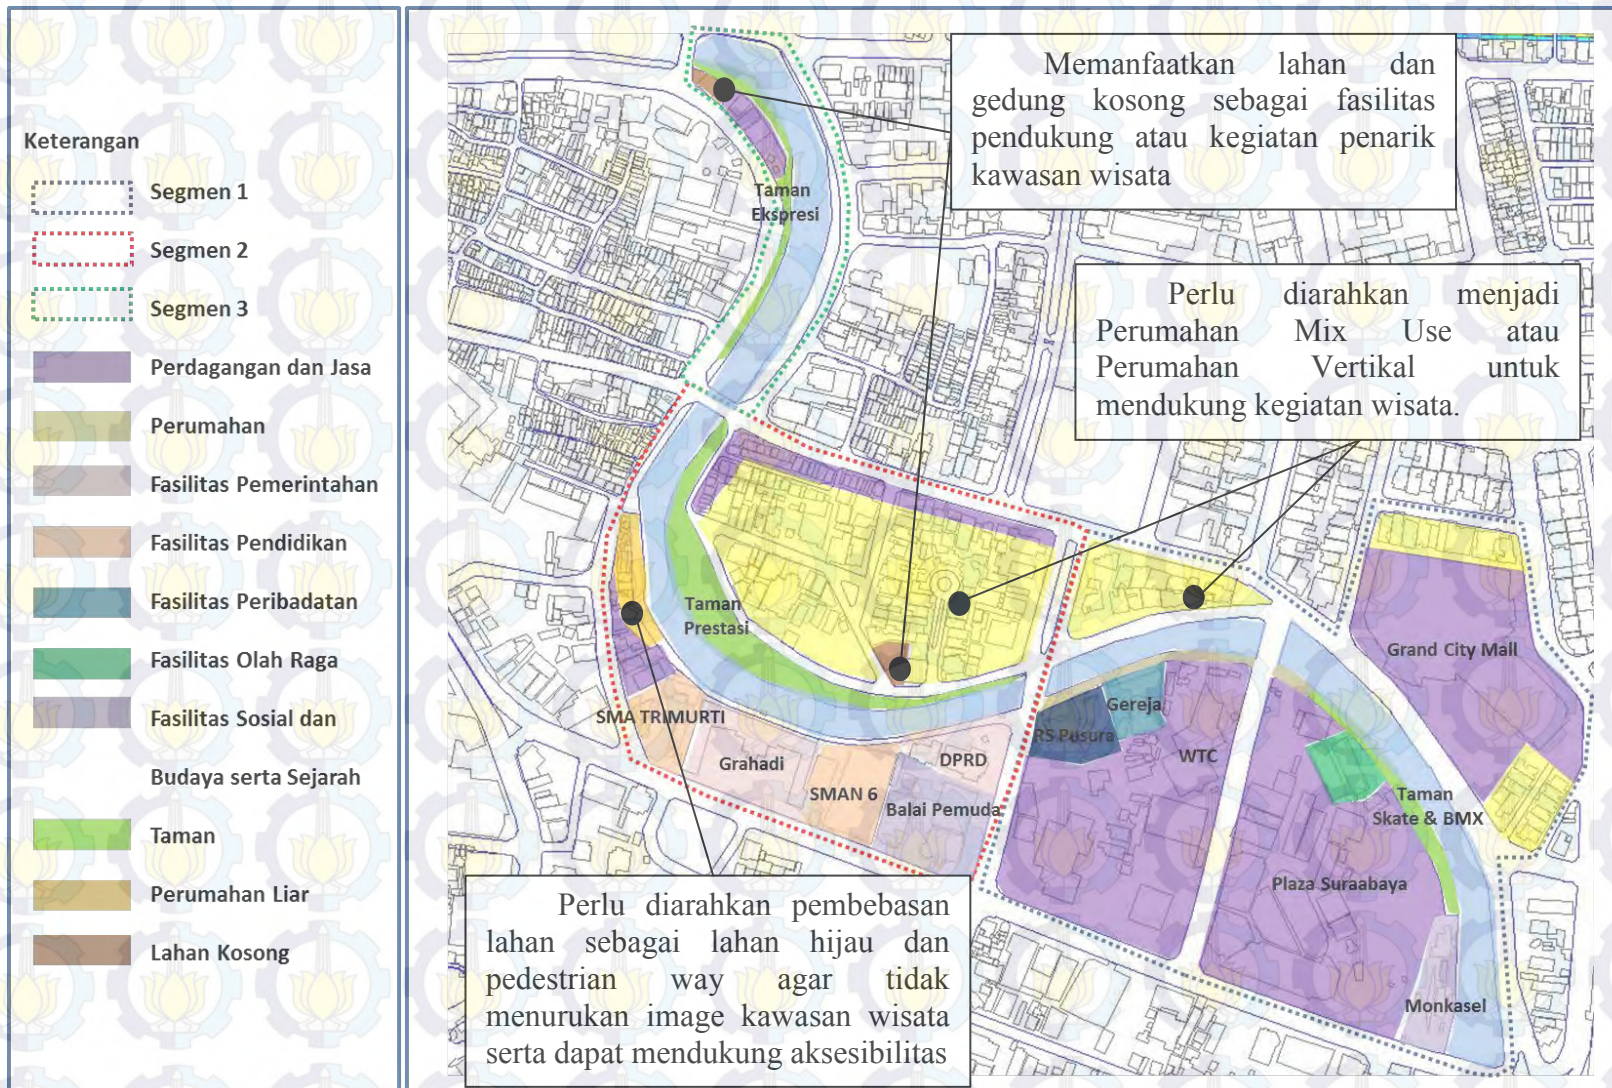 Keterangan
Segmen 1
Segmen 2
Segmen 3
Perdagangan dan Jasa
Perumahan
Fasilitas Pemerintahan
Fasilitas Pendidikan
Fasilitas Peribadatan
Fasilitas Olah Raga
Fasilitas Sosial dan
Budaya serta Sejarah
Taman
Perumahan Liar
Lahan Kosong
Memanfaatkan lahan dan
gedung kosong sebagai fasilitas
pendukung atau kegiatan penarik
kawasan wisata
Taman
Ekspresi
Perlu diarahkan menjadi
Perumahan Mix Use atau
Perumahan Vertikal untuk
mendukung kegiatan wisata.
Taman
Prestasi
Grand City Mall
SMA TRIMURTI
Gereja
RS Pusura
WTC
Grahadi
DPRD
SMAN 6
Balai Pemuda
Taman
Skate & BMX
Plaza Suraabaya
Monkasel
Perlu diarahkan pembebasan
lahan sebagai lahan hijau dan
pedestrian way agar tidak
menurukan image kawasan wisata
serta dapat mendukung aksesibilitas